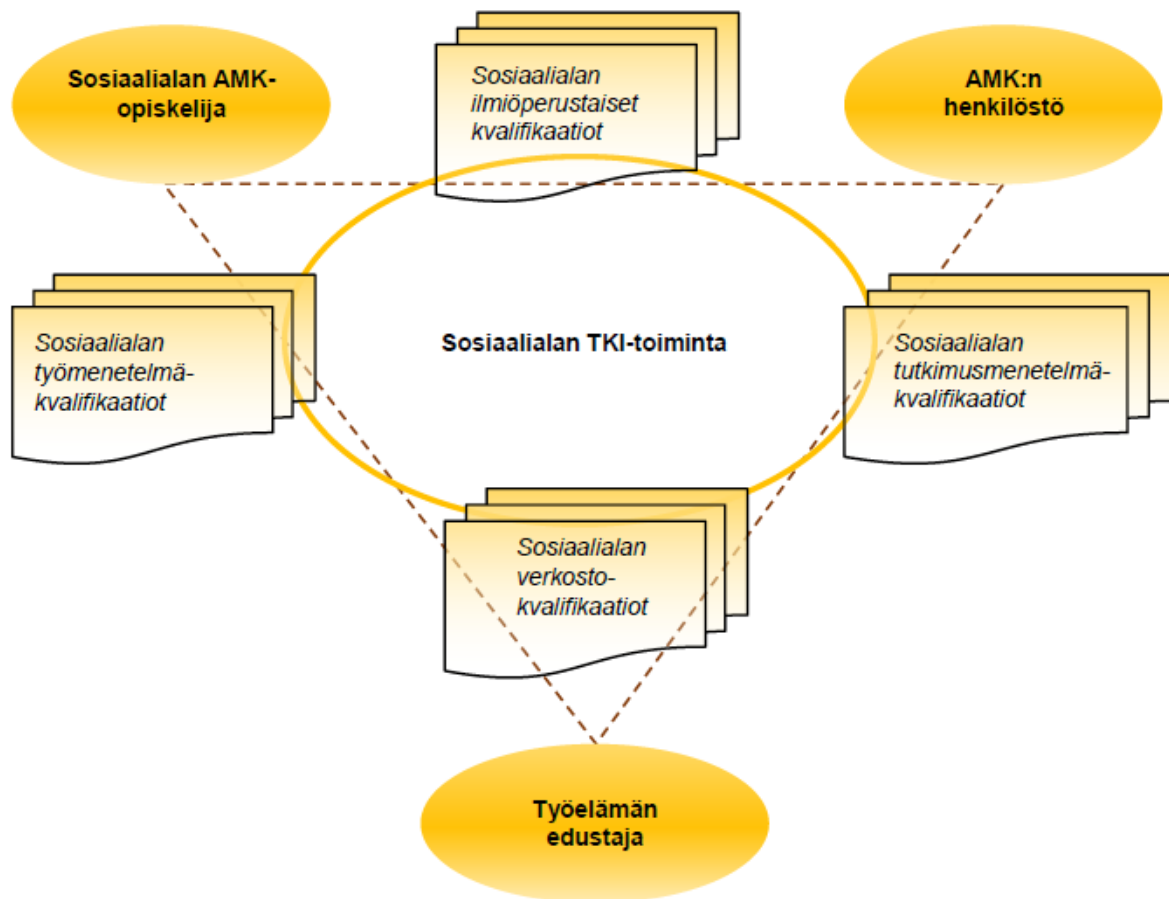 Sosiaalialan AMK-
opiskelija
Sosiaalialan
ilmiöperustaiset
kvalifikaatiot
AMK:n
henkilöstö
Sosiaalialan
työmenetelmä-
kvalifikaatiot
Sosiaalialan TKI-toiminta
Sosiaalialan
tutkimusmenetelmä-
kvalifikaatiot
Sosiaalialan
verkosto-
kvalifikaatiot
Työelämän
edustaja